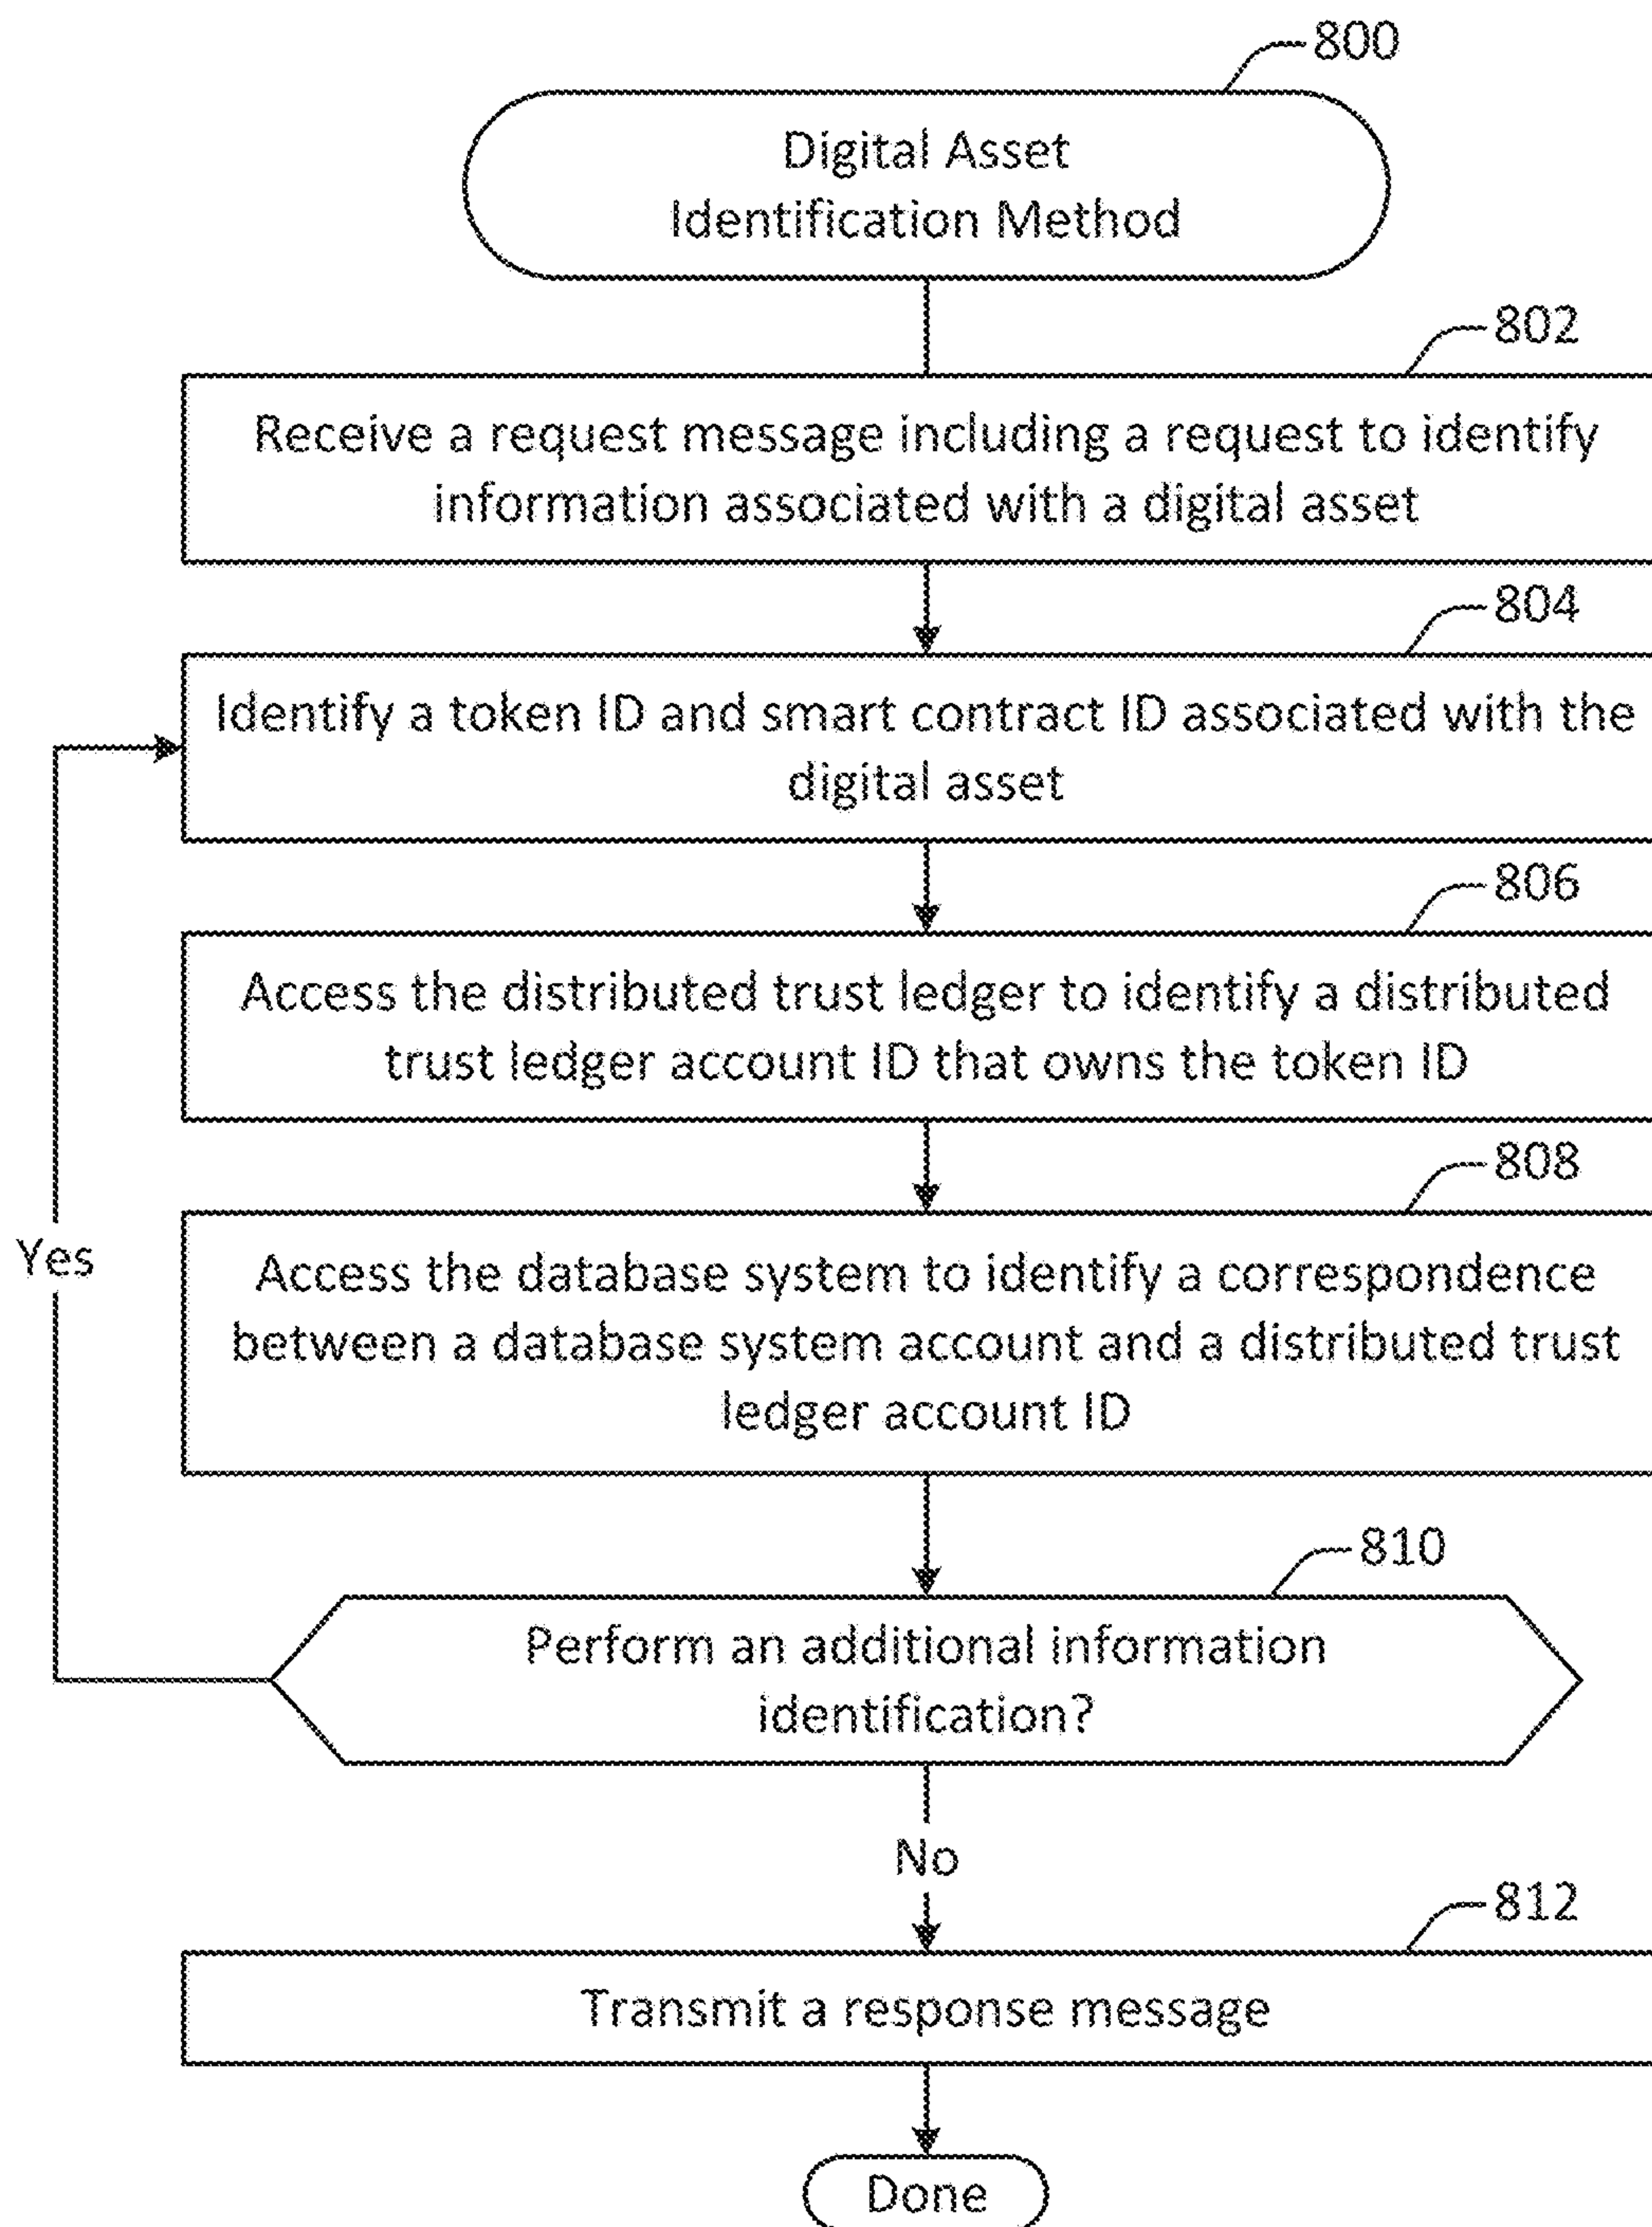 800
Digital Asset
Identification Method
802
Receive a request message including a request to identify
information associated with a digital asset
804
Identify a token ID and smart contract ID associated with the
digital asset
806
Access the distributed trust ledger to identify a distributed
trust ledger account ID that owns the token ID
808
Access the database system to identify a correspondence
between a database system account and a distributed trust
ledger account ID
Yes
810
Perform an additional information
identification?
No
812
Transmit a response message
Done